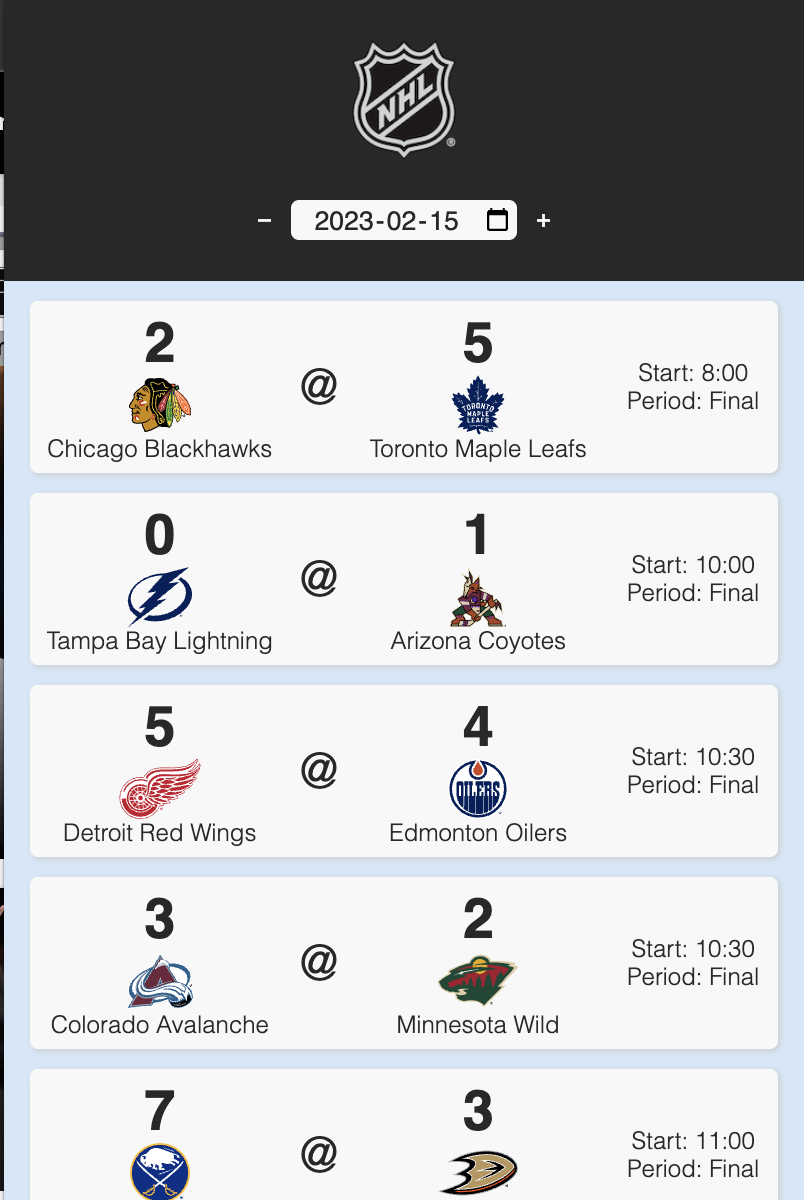 NHL
®
− 2023-02-15 +
2 @ 5
Chicago Blackhawks
TORONTO
MAPLE
LEAFS
Toronto Maple Leafs
Start: 8:00
Period: Final
0 @ 1
Tampa Bay Lightning
Arizona Coyotes
Start: 10:00
Period: Final
5 @ 4
Detroit Red Wings
OILERS
Edmonton Oilers
Start: 10:30
Period: Final
3 @ 2
Colorado Avalanche
Minnesota Wild
Start: 10:30
Period: Final
7 @ 3
Start: 11:00
Period: Final